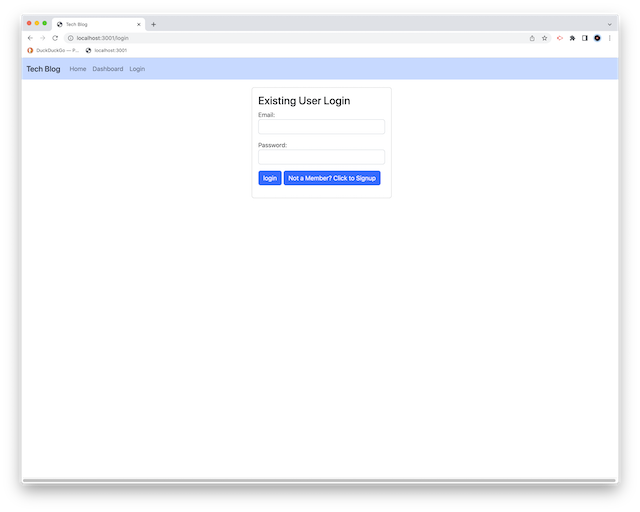 Tech Blog
localhost:3001/login
DuckDuckGo — P...
localhost:3001
Tech Blog Home Dashboard Login
Existing User Login
Email:
Password:
login Not a Member? Click to Signup